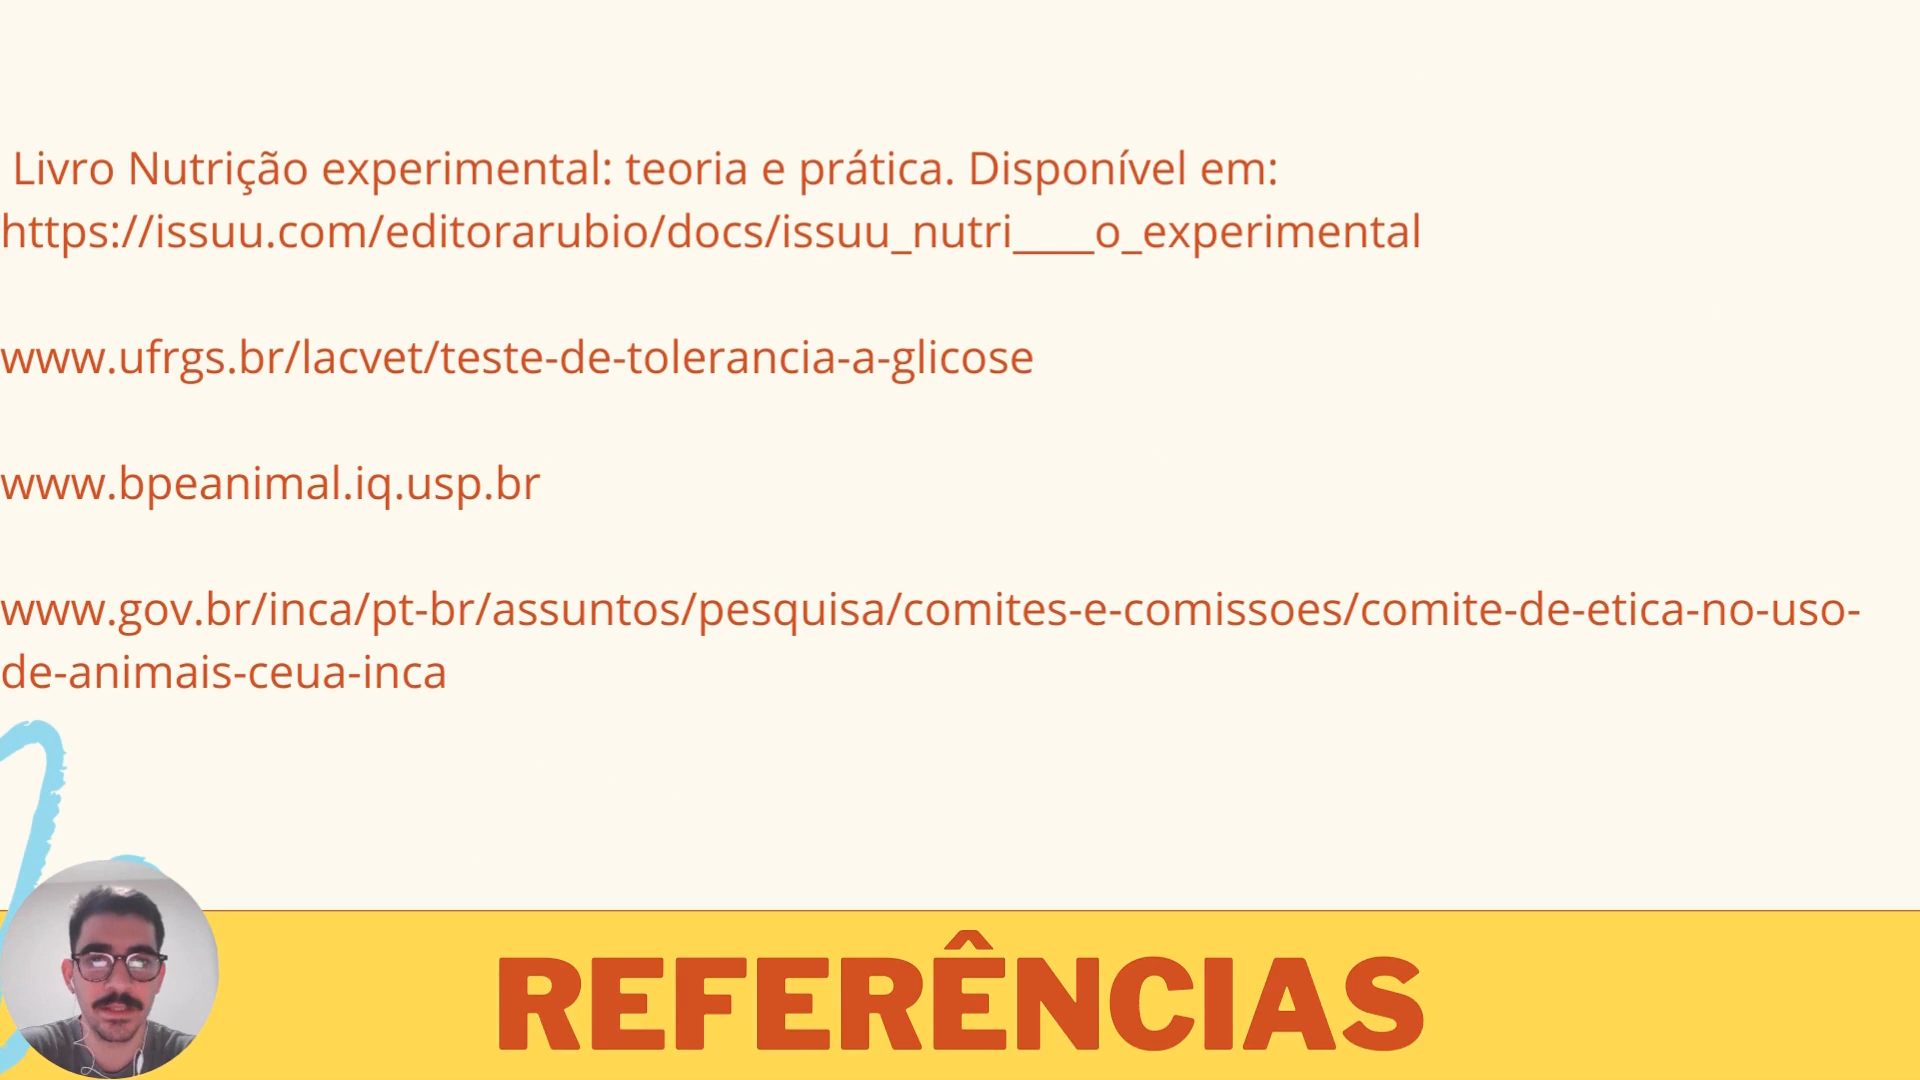 Livro Nutrição experimental: teoria e prática. Disponível em:
https://issuu.com/editorarubio/docs/issuu_nutri____o_experimental
www.ufrgs.br/lacvet/teste-de-tolerancia-a-glicose
www.bpeanimal.iq.usp.br
www.gov.br/inca/pt-br/assuntos/pesquisa/comites-e-comissoes/comite-de-etica-no-uso-
de-animais-ceua-inca
REFERÊNCIAS